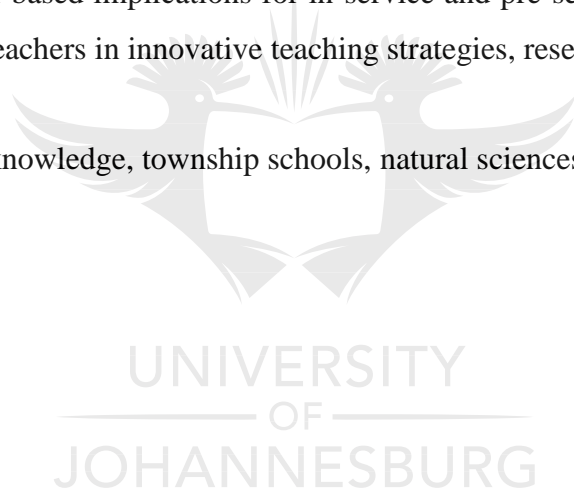 based implications for in-service and pre-se
eachers in innovative teaching strategies, rese
knowledge, township schools, natural sciences
UNIVERSITY
OF
JOHANNESBURG